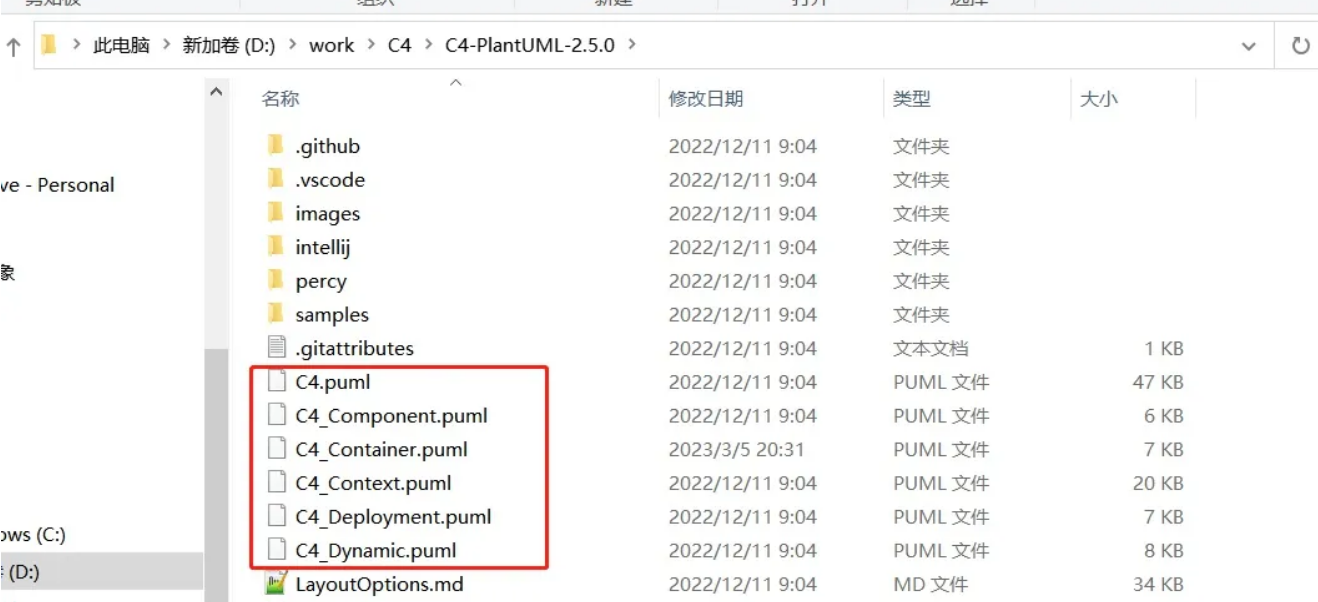 剪贴板 组织 新建 打开 选择
此电脑 > 新加卷 (D:) > work > C4 > C4-PlantUML-2.5.0 >
名称 修改日期 类型 大小
.github 2022/12/11 9:04 文件夹
.vscode 2022/12/11 9:04 文件夹
ve - Personal
images 2022/12/11 9:04 文件夹
intellij 2022/12/11 9:04 文件夹
象
percy 2022/12/11 9:04 文件夹
samples 2022/12/11 9:04 文件夹
.gitattributes 2022/12/11 9:04 文本文档 1 KB
C4.puml 2022/12/11 9:04 PUML 文件 47 KB
C4_Component.puml 2022/12/11 9:04 PUML 文件 6 KB
C4_Container.puml 2023/3/5 20:31 PUML 文件 7 KB
C4_Context.puml 2022/12/11 9:04 PUML 文件 20 KB
C4_Deployment.puml 2022/12/11 9:04 PUML 文件 7 KB
ows (C:)
C4_Dynamic.puml 2022/12/11 9:04 PUML 文件 8 KB
(D:)
LayoutOptions.md 2022/12/11 9:04 MD 文件 34 KB